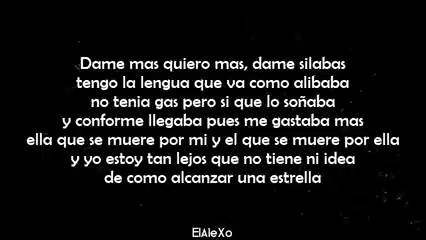 Dame mas quiero mas, dame silabas
tengo la lengua que va como alibaba
no tenia gas pero si que lo soñaba
y conforme llegaba pues me gastaba mas
ella que se muere por mi y el que se muere por ella
y yo estoy tan lejos que no tiene ni idea
de como alcanzar una estrella
ElAleXo